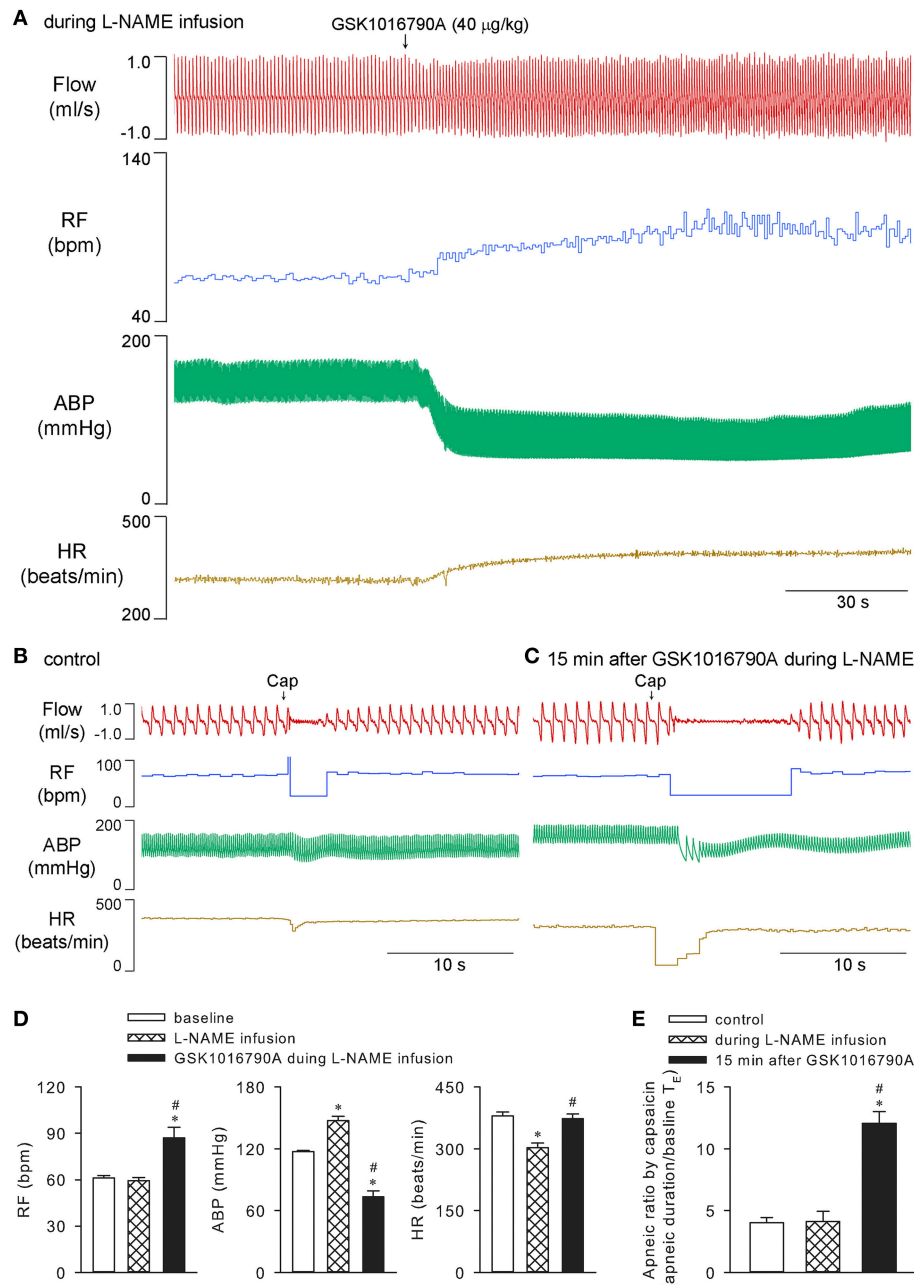 A during L-NAME infusion
GSK1016790A (40 μg/kg)
Flow
(ml/s)
1.0
-1.0
RF
(bpm)
140
40
ABP
(mmHg)
200
0
HR
(beats/min)
500
200
30 s
B control
Cap
Flow
(ml/s)
1.0
-1.0
RF
(bpm)
100
0
ABP
(mmHg)
200
0
HR
(beats/min)
500
0
10 s
C 15 min after GSK1016790A during L-NAME
Cap
10 s
D
baseline
L-NAME infusion
GSK1016790A duing L-NAME infusion
RF (bpm)
120
90
60
30
0
#
*
ABP (mmHg)
180
120
60
0
*
#
*
HR (beats/min)
450
300
150
0
*
#
E
control
during L-NAME infusion
15 min after GSK1016790A
Apneic ratio by capsaicin
apneic duration/basline TE)
15
10
5
0
#
*